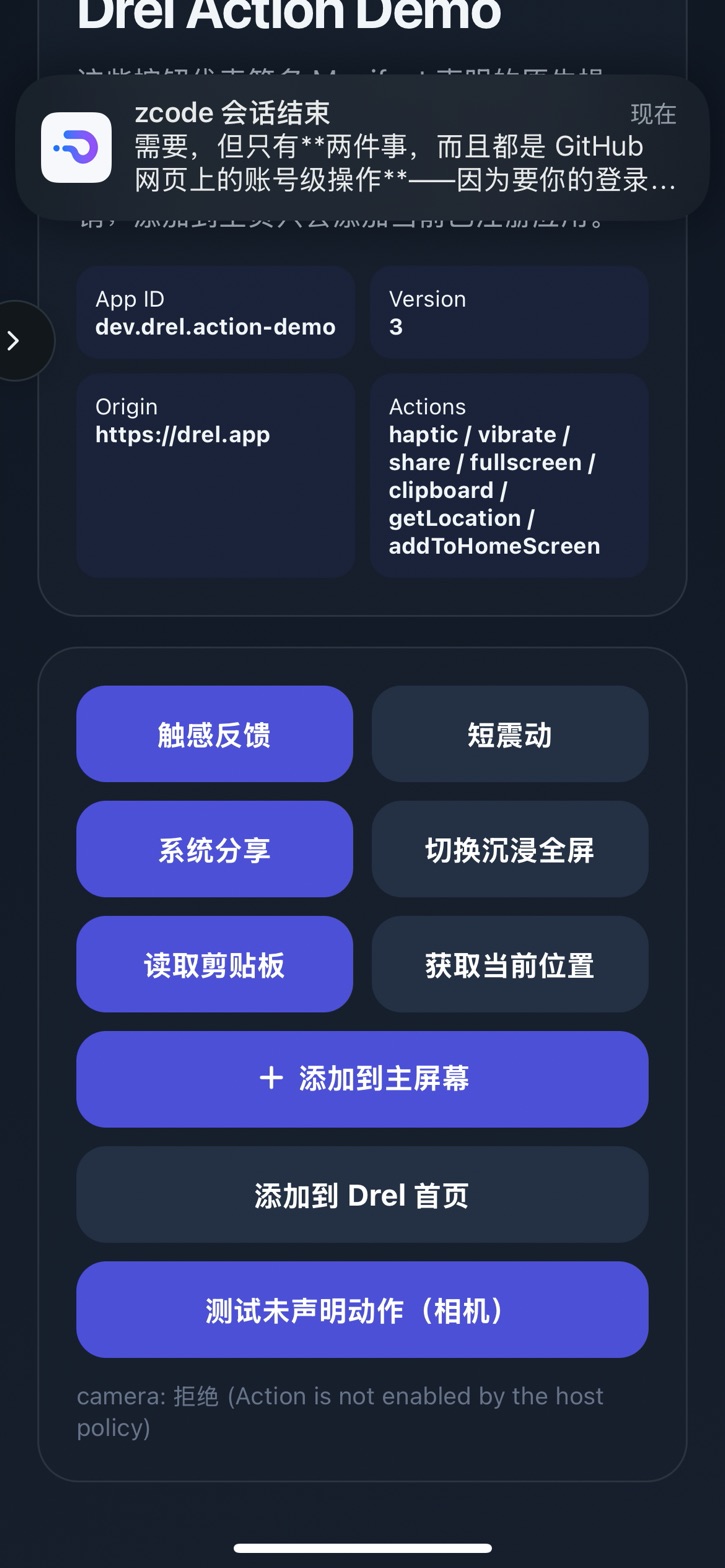 Drel Action Demo
zcode 会话结束
现在
需要，但只有**两件事，而且都是 GitHub
网页上的账号级操作**——因为要你的登录...
App ID
dev.drel.action-demo
Version
3
Origin
https://drel.app
Actions
haptic / vibrate /
share / fullscreen /
clipboard /
getLocation /
addToHomeScreen
触感反馈
短震动
系统分享
切换沉浸全屏
读取剪贴板
获取当前位置
＋ 添加到主屏幕
添加到 Drel 首页
测试未声明动作（相机）
camera: 拒绝 (Action is not enabled by the host
policy)